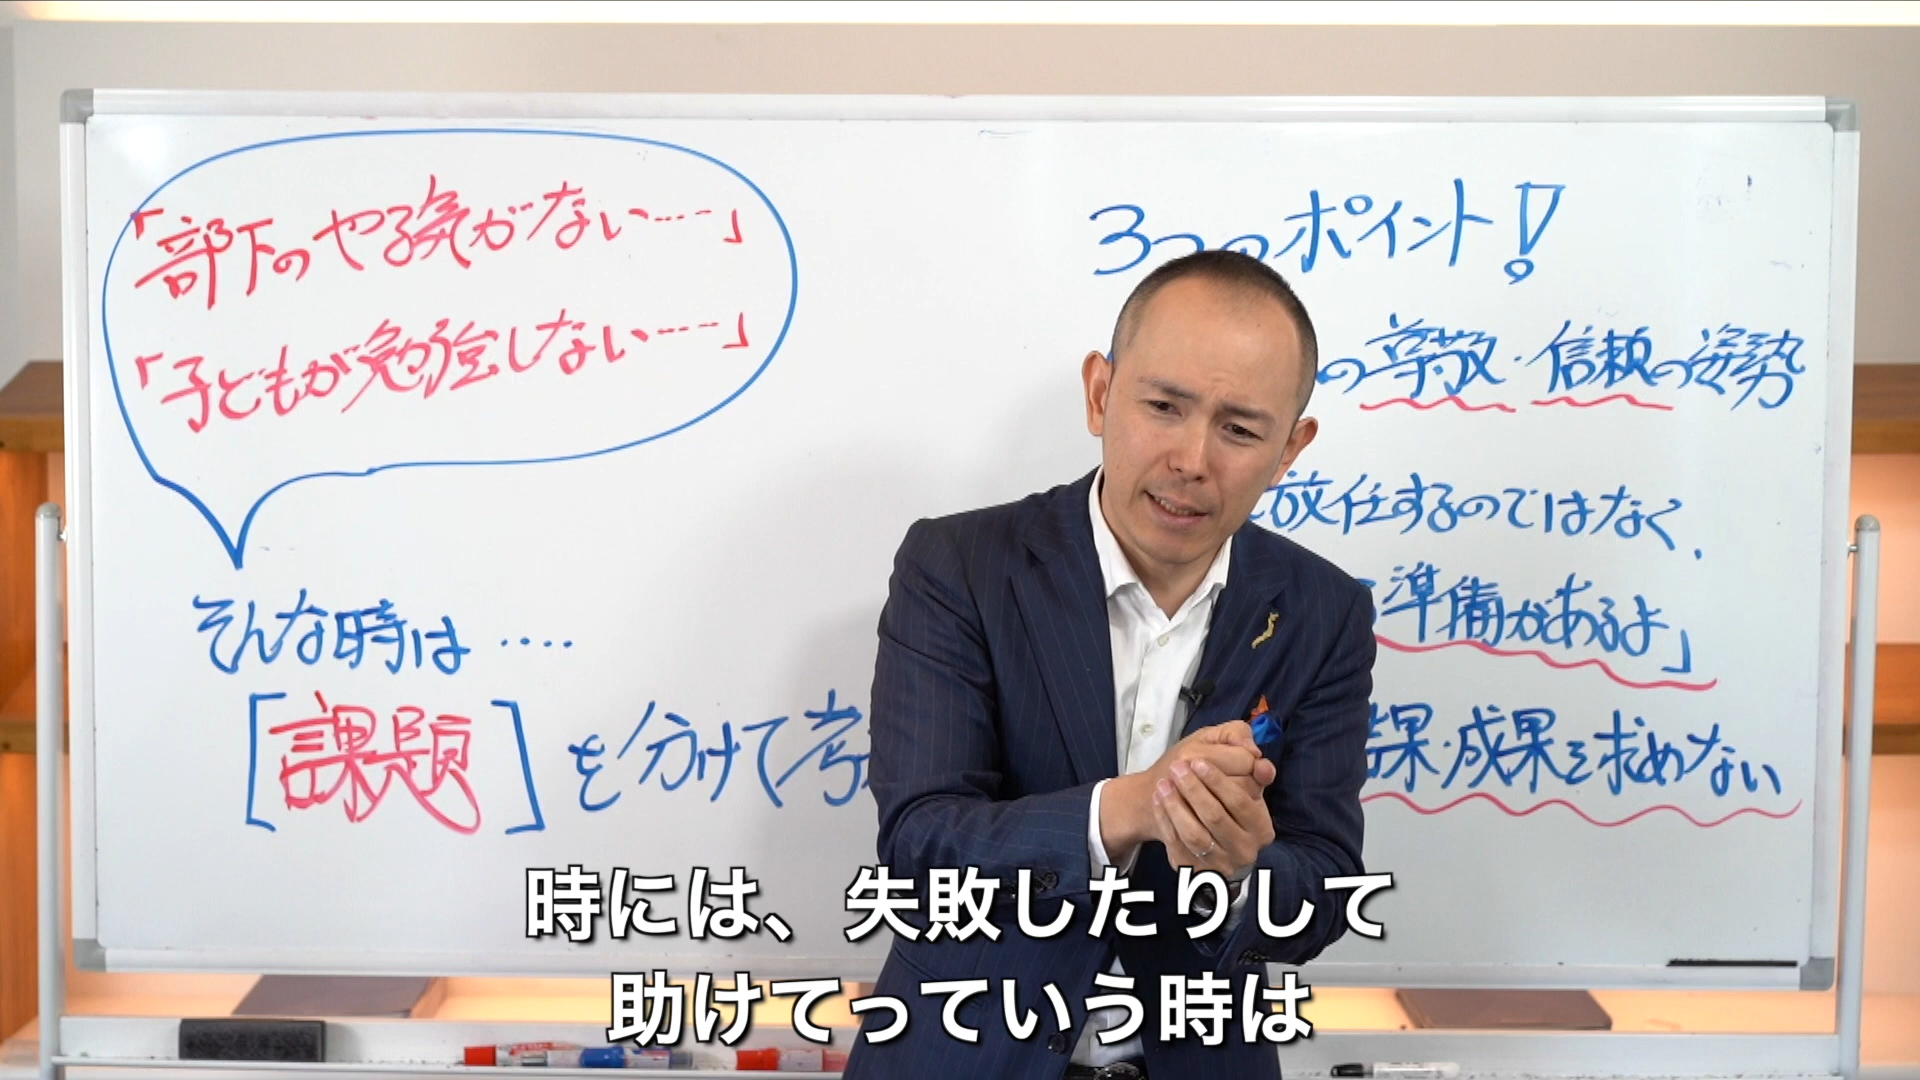 「部下のやる気がない……」
「子どもが勉強しない……」
そんな時は‥‥
[課題]を分けて考
3つのポイント!
の尊敬・信頼の姿勢
放任するのではなく、
準備があるよ」
結果・成果を求めない
時には、失敗したりして
助けてっていう時は